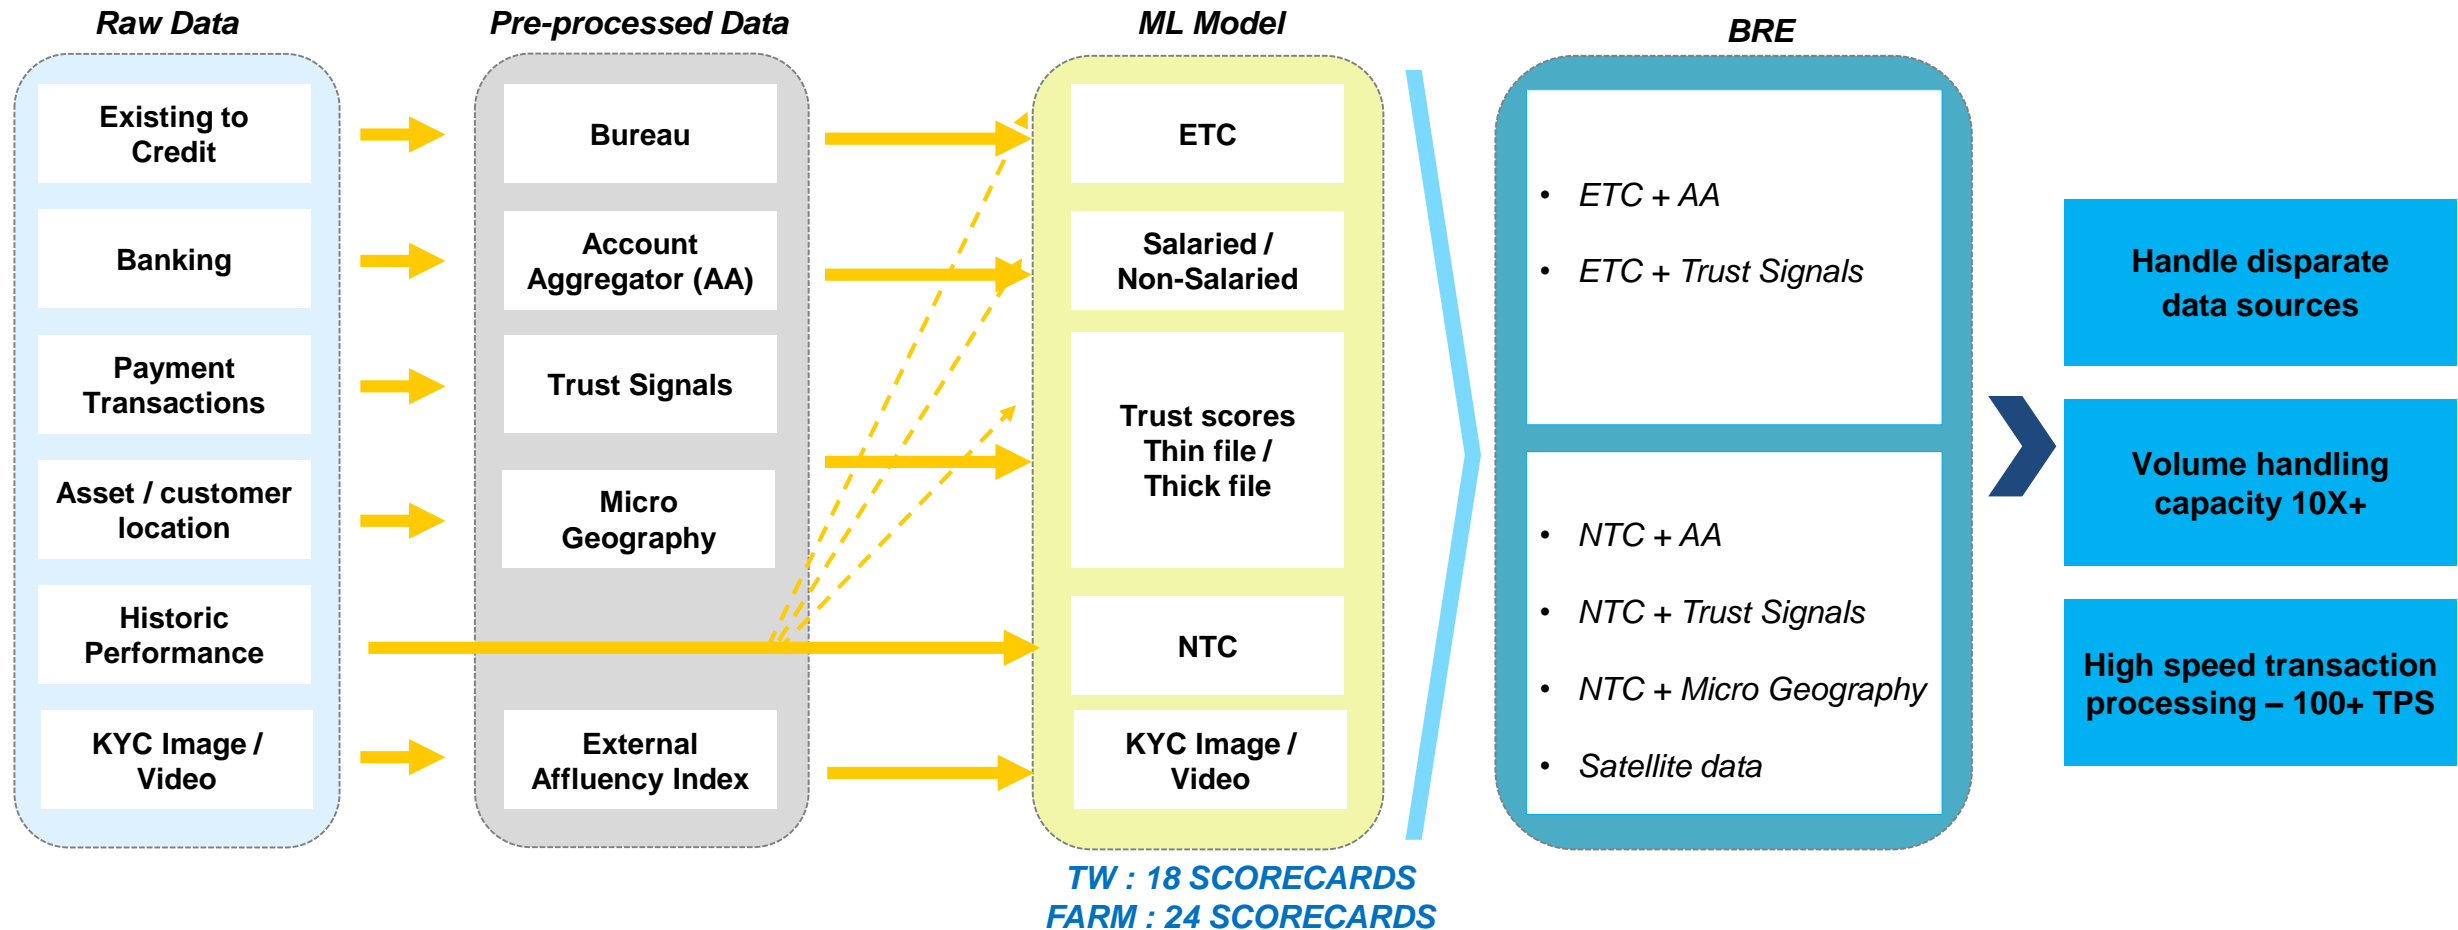 Raw Data
Existing to
Credit
Banking
Payment
Transactions
Asset / customer
location
Historic
Performance
KYC Image /
Video
Pre-processed Data
Bureau
Account
Aggregator (AA)
Trust Signals
Micro
Geography
External
Affluency Index
ML Model
ETC
Salaried /
Non-Salaried
Trust scores
Thin file /
Thick file
NTC
KYC Image /
Video
TW : 18 SCORECARDS
FARM : 24 SCORECARDS
BRE
• ETC + AA
• ETC + Trust Signals
• NTC + AA
• NTC + Trust Signals
• NTC + Micro Geography
• Satellite data
Handle disparate
data sources
Volume handling
capacity 10X+
High speed transaction
processing – 100+ TPS